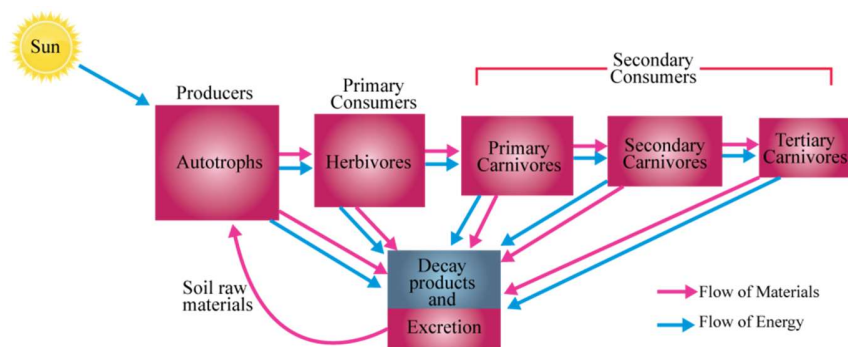 Sun
Producers
Autotrophs
Primary
Consumers
Herbivores
Secondary
Consumers
Primary
Carnivores
Secondary
Carnivores
Tertiary
Carnivores
Soil raw
materials
Decay
products
and
Excretion
Flow of Materials
Flow of Energy